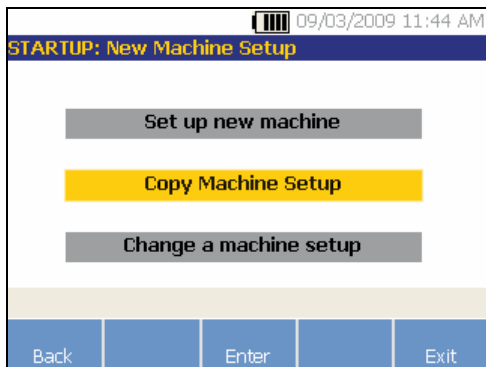 09/03/2009 11:44 AM
STARTUP: New Machine Setup
Set up new machine
Copy Machine Setup
Change a machine setup
Back Enter Exit